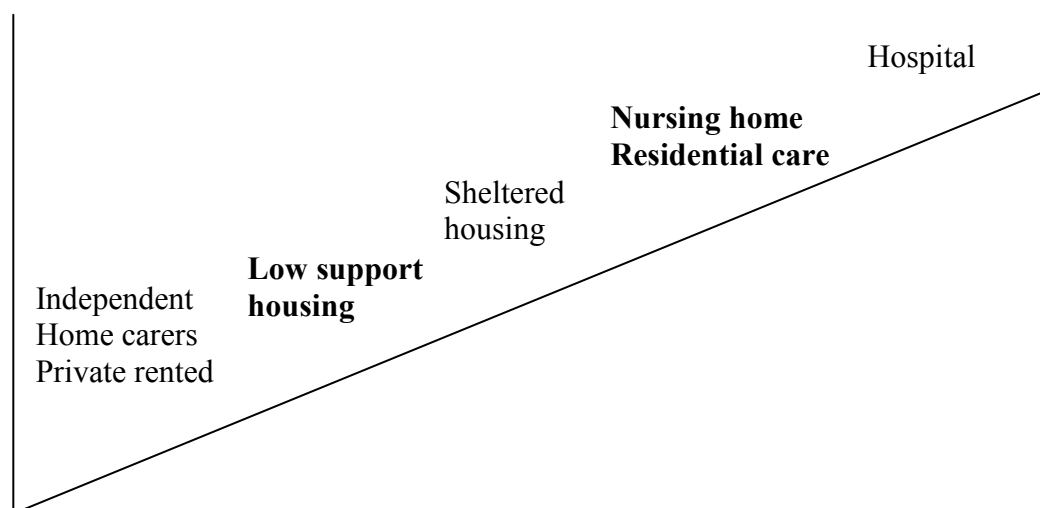 Hospital
Nursing home
Residential care
Sheltered
housing
Low support
housing
Independent
Home carers
Private rented